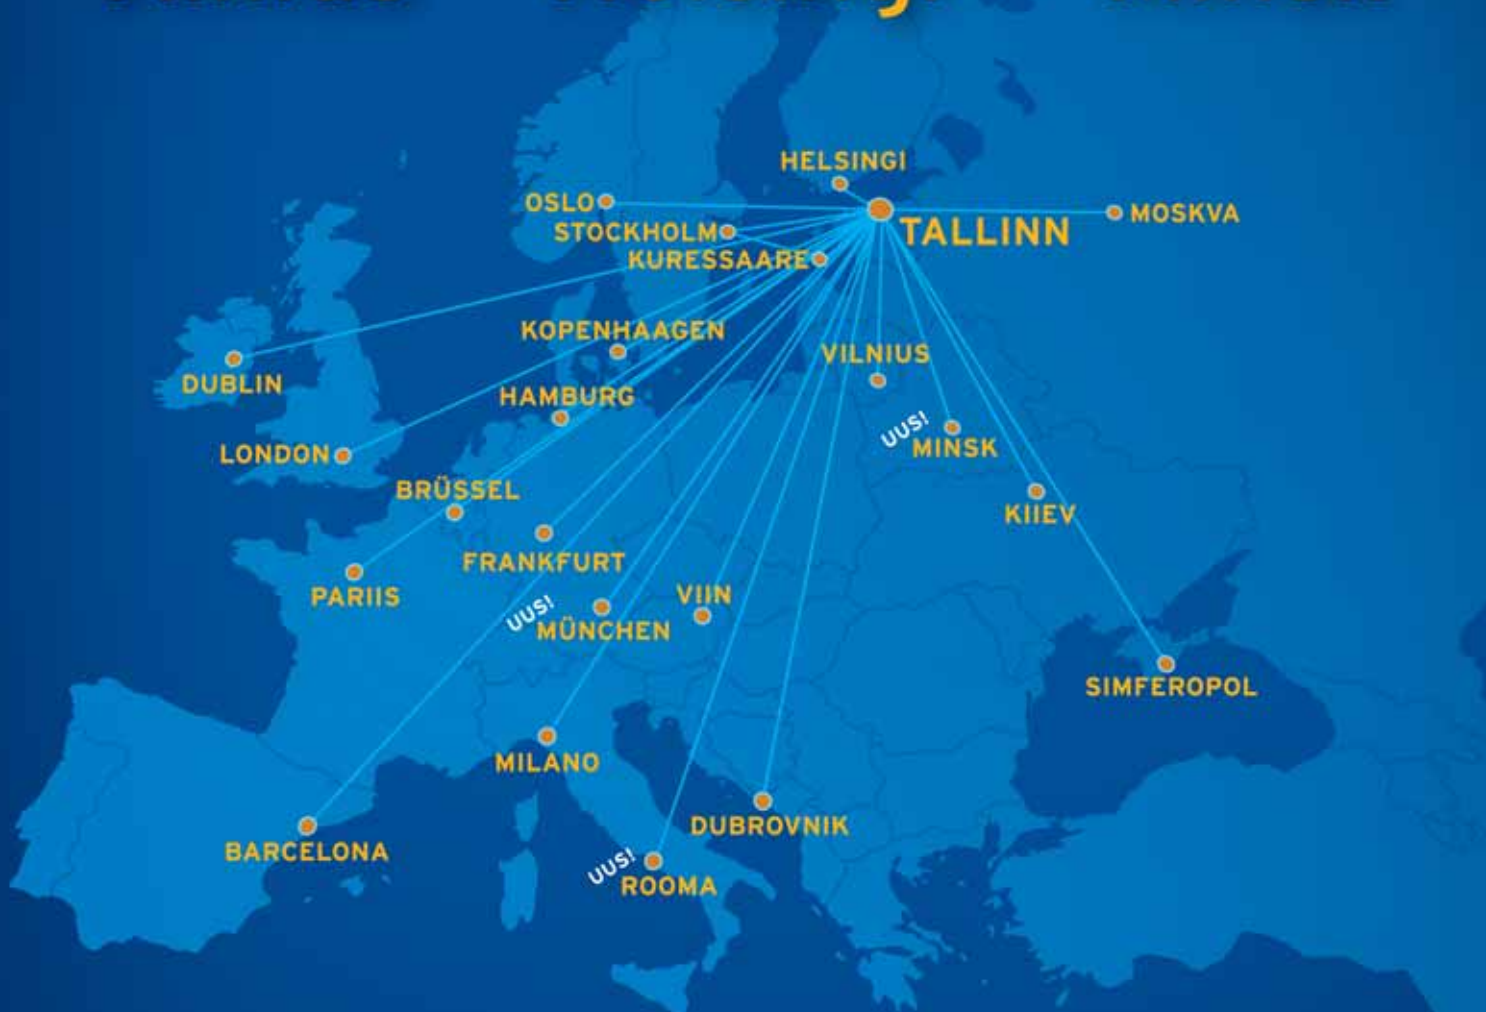 HELSINGI
OSLO
MOSKVA
STOCKHOLM
TALLINN
KURESSAARE
KOPENHAAGEN
VILNIUS
DUBLIN
HAMBURG
UUS!
MINSK
LONDON
BRÜSSEL
KIIEV
FRANKFURT
PARIIS
VIIN
UUS!
MÜNCHEN
SIMFEROPOL
MILANO
DUBROVNIK
BARCELONA
UUS!
ROOMA